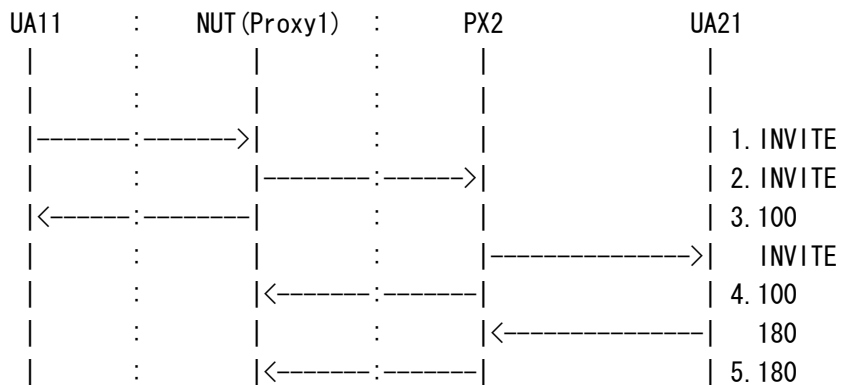 UA11 : NUT(Proxy1) : PX2 UA21
| : | : | |
| : | : | |
|------:------->| : | | 1. INVITE
| : |-------:----->| | 2. INVITE
|<-----:--------| : | | 3. 100
| : | : |-------------->| INVITE
| : |<------:------| | 4. 100
| : | : |<--------------| 180
| : |<------:------| | 5. 180